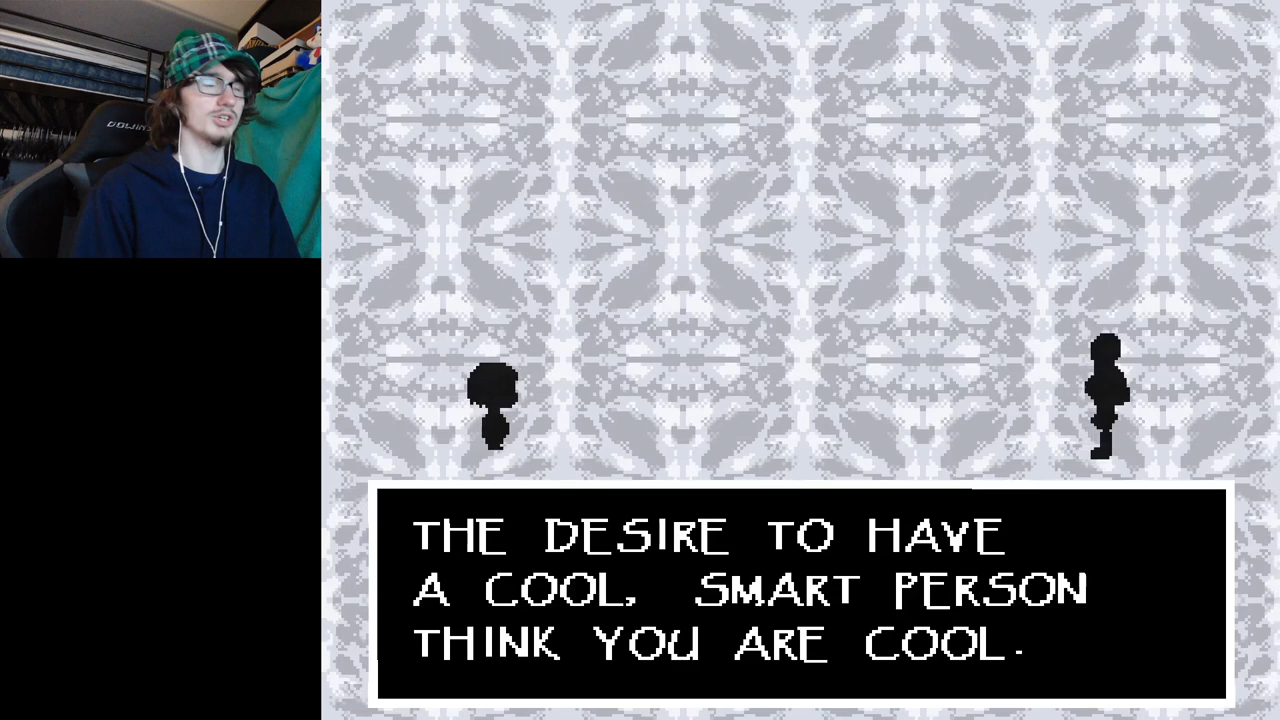 THE DESIRE TO HAVE
A COOL, SMART PERSON
THINK YOU ARE COOL.